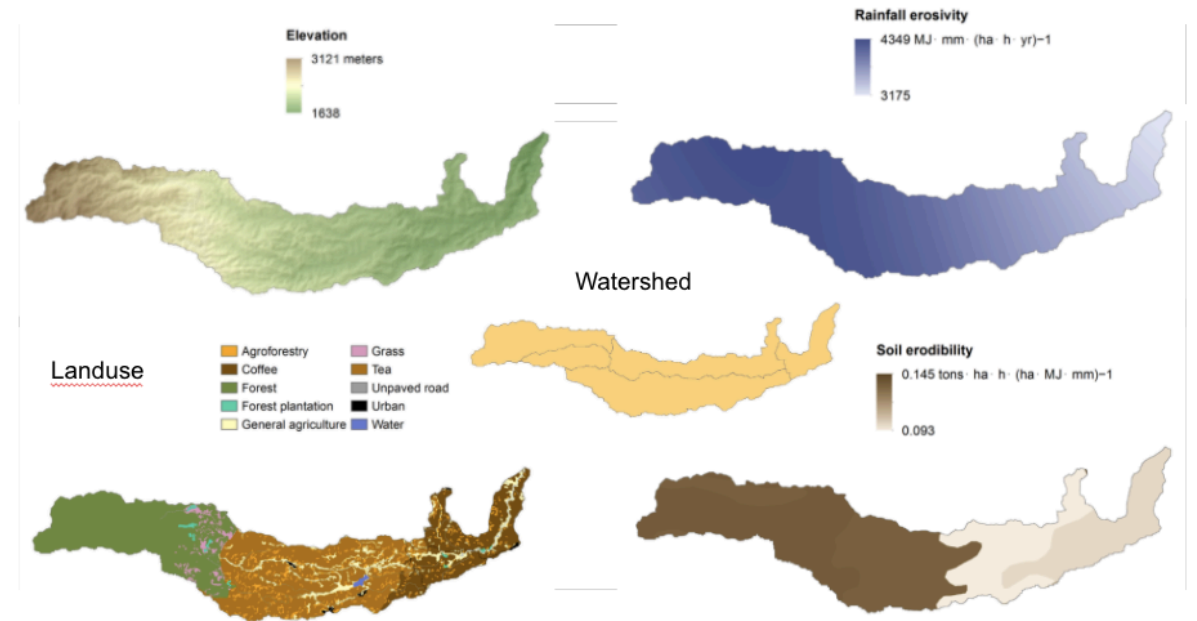 Elevation
3121 meters
1638
Rainfall erosivity
4349 MJ· mm· (ha· h· yr)−1
3175
Watershed
Landuse
Agroforestry
Coffee
Forest
Forest plantation
General agriculture
Grass
Tea
Unpaved road
Urban
Water
Soil erodibility
0.145 tons· ha· h· (ha· MJ· mm)−1
0.093